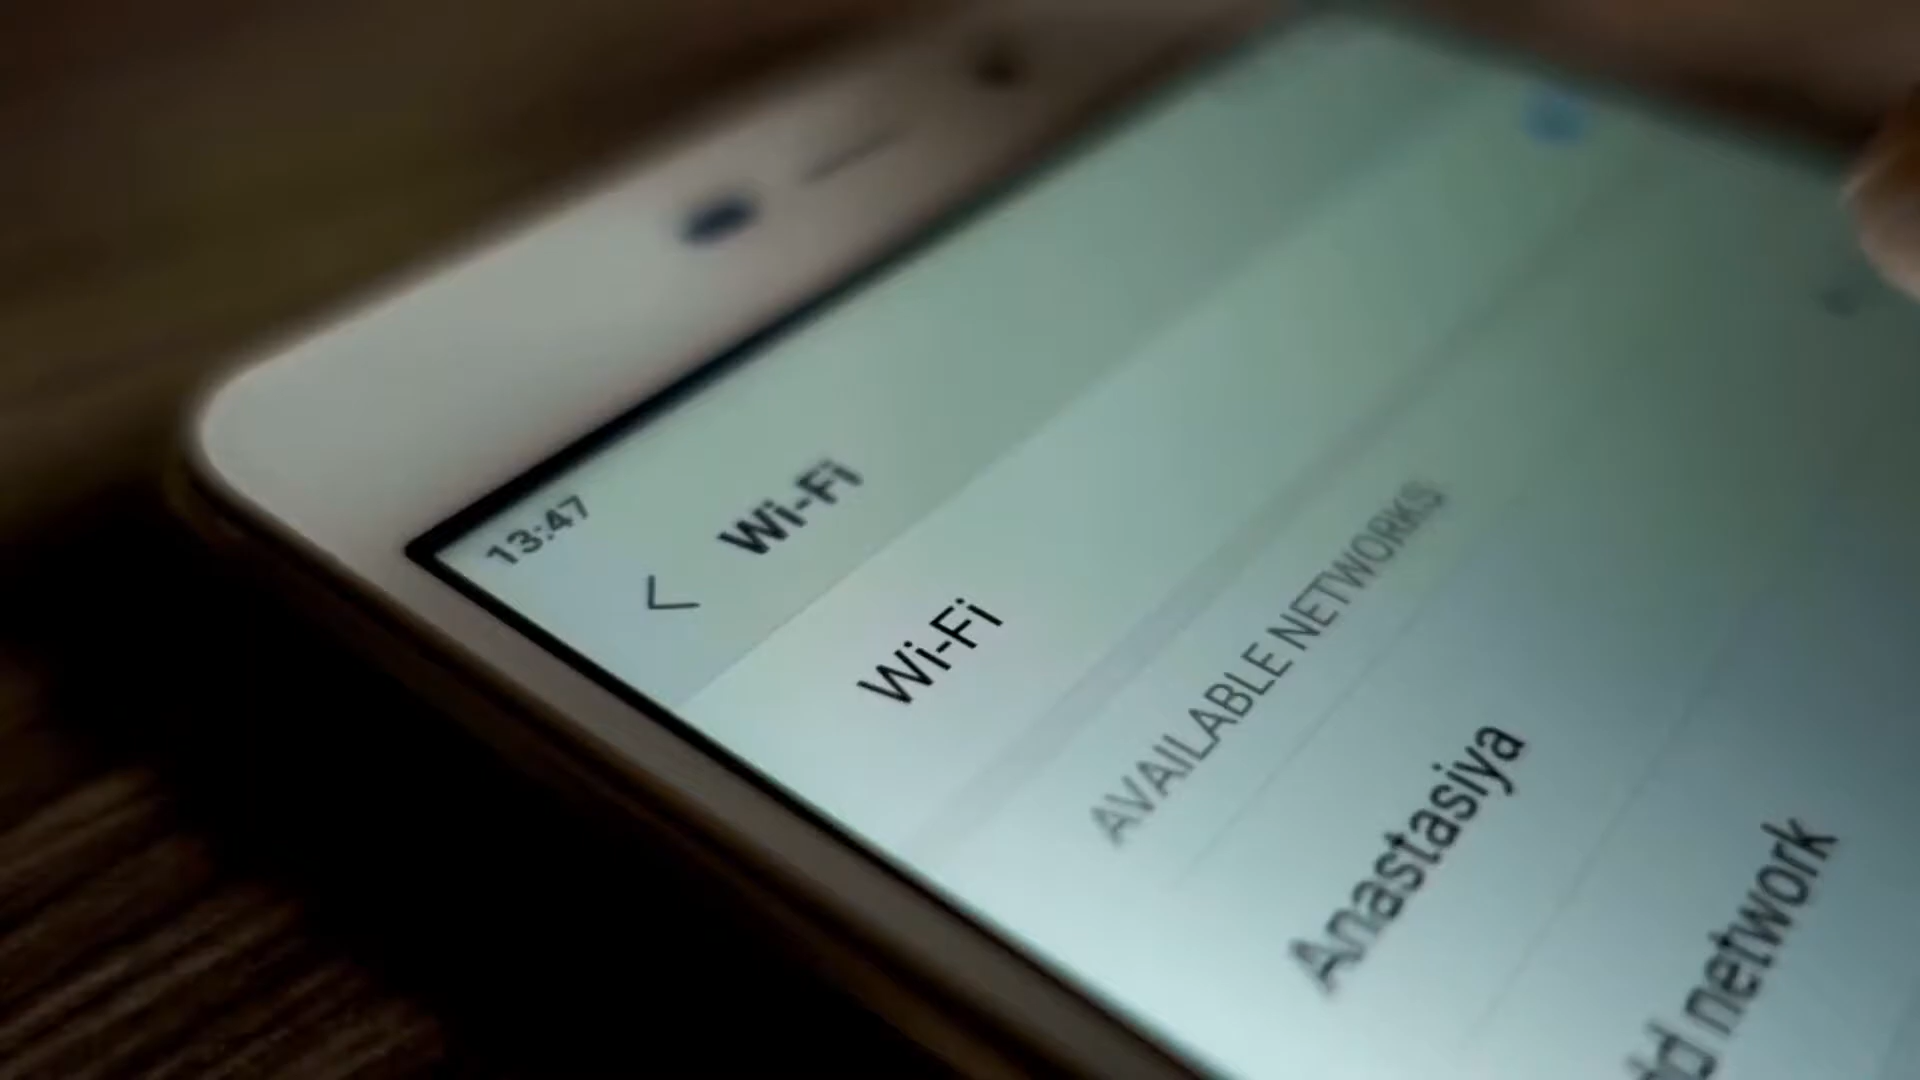 13:47
Wi-Fi
Wi-Fi
AVAILABLE NETWORKS
Anastasiya
network